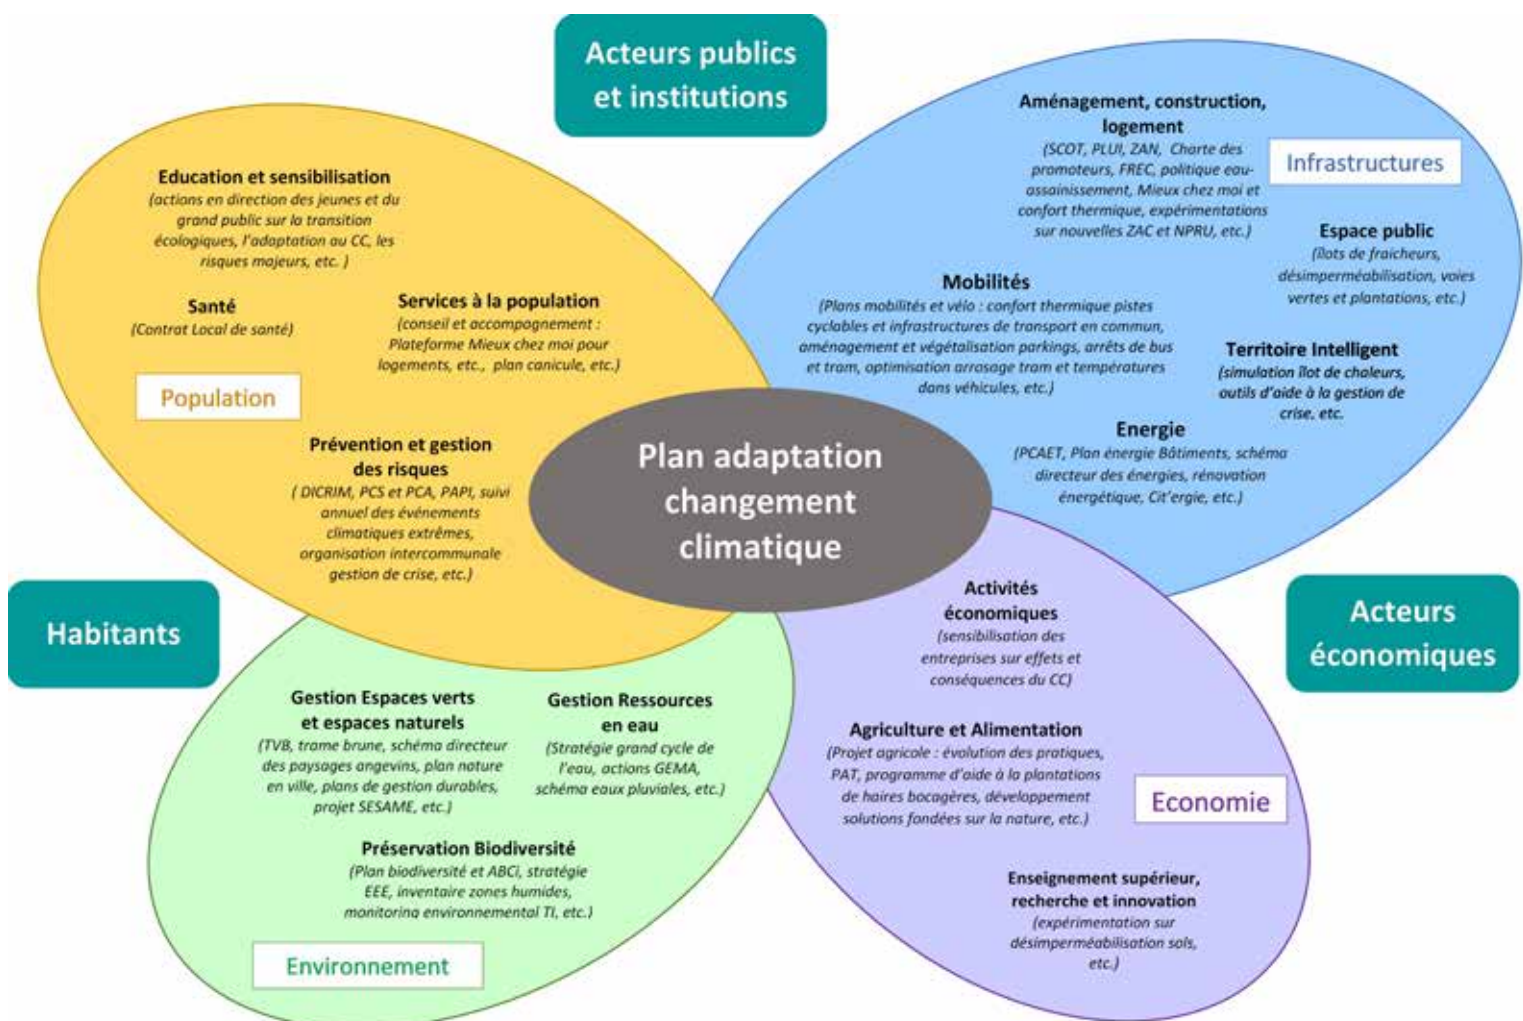 Acteurs publics
et institutions
Education et sensibilisation
(actions en direction des jeunes et du
grand public sur la transition
écologiques, l'adaptation au CC, les
risques majeurs, etc. )
Santé
(Contrat Local de santé)
Services à la population
(conseil et accompagnement :
Plateforme Mieux chez moi pour
logements, etc., plan canicule, etc.)
Population
Prévention et gestion
des risques
( DICRIM, PCS et PCA, PAPI, suivi
annuel des événements
climatiques extrêmes,
organisation intercommunale
gestion de crise, etc.)
Aménagement, construction,
logement
(SCOT, PLUI, ZAN, Charte des
promoteurs, FREC, politique eau-
assainissement, Mieux chez moi et
confort thermique, expérimentations
sur nouvelles ZAC et NPRU, etc.)
Infrastructures
Espace public
(îlots de fraicheurs,
désimperméabilisation, voies
vertes et plantations, etc.)
Mobilités
(Plans mobilités et vélo : confort thermique pistes
cyclables et infrastructures de transport en commun,
aménagement et végétalisation parkings, arrêts de bus
et tram, optimisation arrosage tram et températures
dans véhicules, etc.)
Territoire Intelligent
(simulation îlot de chaleurs,
outils d'aide à la gestion de
crise, etc.
Energie
(PCAET, Plan énergie Bâtiments, schéma
directeur des énergies, rénovation
énergétique, Cit'ergie, etc.)
Plan adaptation
changement
climatique
Habitants
Acteurs
économiques
Gestion Espaces verts
et espaces naturels
(TVB, trame brune, schéma directeur
des paysages angevins, plan nature
en ville, plans de gestion durables,
projet SESAME, etc.)
Gestion Ressources
en eau
(Stratégie grand cycle de
l'eau, actions GEMA,
schéma eaux pluviales, etc.)
Préservation Biodiversité
(Plan biodiversité et ABCi, stratégie
EEE, inventaire zones humides,
monitoring environnemental TI, etc.)
Environnement
Activités
économiques
(sensibilisation des
entreprises sur effets et
conséquences du CC)
Agriculture et Alimentation
(Projet agricole : évolution des pratiques,
PAT, programme d'aide à la plantations
de haires bocagères, développement
solutions fondées sur la nature, etc.)
Economie
Enseignement supérieur,
recherche et innovation
(expérimentation sur
désimperméabilisation sols,
etc.)